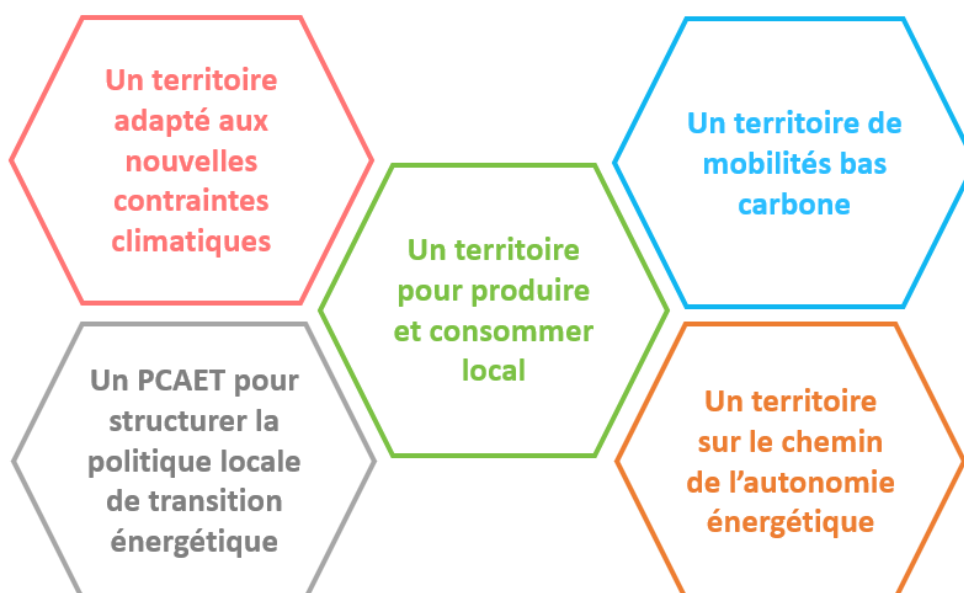 Un territoire
adapté aux
nouvelles
contraintes
climatiques
Un territoire de
mobilités bas
carbone
Un territoire
pour produire
et consommer
local
Un PCAET pour
structurer la
politique locale
de transition
énergétique
Un territoire
sur le chemin
de l’autonomie
énergétique